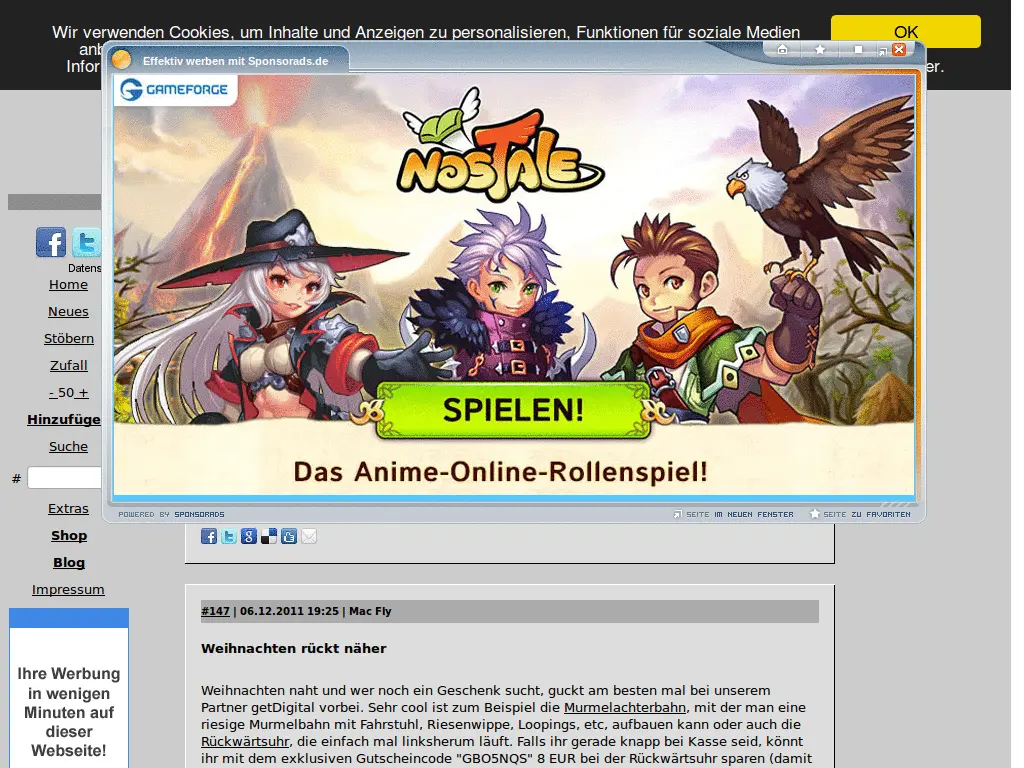 Wir verwenden Cookies, um Inhalte und Anzeigen zu personalisieren, Funktionen für soziale Medien
OK
anb
Infor
er.
Effektiv werben mit Sponsorads.de
GAMEFORGE
NOSTALE
SPIELEN!
Das Anime-Online-Rollenspiel!
POWERED BY SPONSORADS
SEITE IM NEUEN FENSTER
SEITE ZU FAVORITEN
Datens
Home
Neues
Stöbern
Zufall
- 50 +
Hinzufüge
Suche
#
Extras
Shop
Blog
Impressum
Ihre Werbung
in wenigen
Minuten auf
dieser
Webseite!
#147 | 06.12.2011 19:25 | Mac Fly
Weihnachten rückt näher
Weihnachten naht und wer noch ein Geschenk sucht, guckt am besten mal bei unserem
Partner getDigital vorbei. Sehr cool ist zum Beispiel die Murmelachterbahn, mit der man eine
riesige Murmelbahn mit Fahrstuhl, Riesenwippe, Loopings, etc, aufbauen kann oder auch die
Rückwärtsuhr, die einfach mal linksherum läuft. Falls ihr gerade knapp bei Kasse seid, könnt
ihr mit dem exklusiven Gutscheincode "GBO5NQS" 8 EUR bei der Rückwärtsuhr sparen (damit